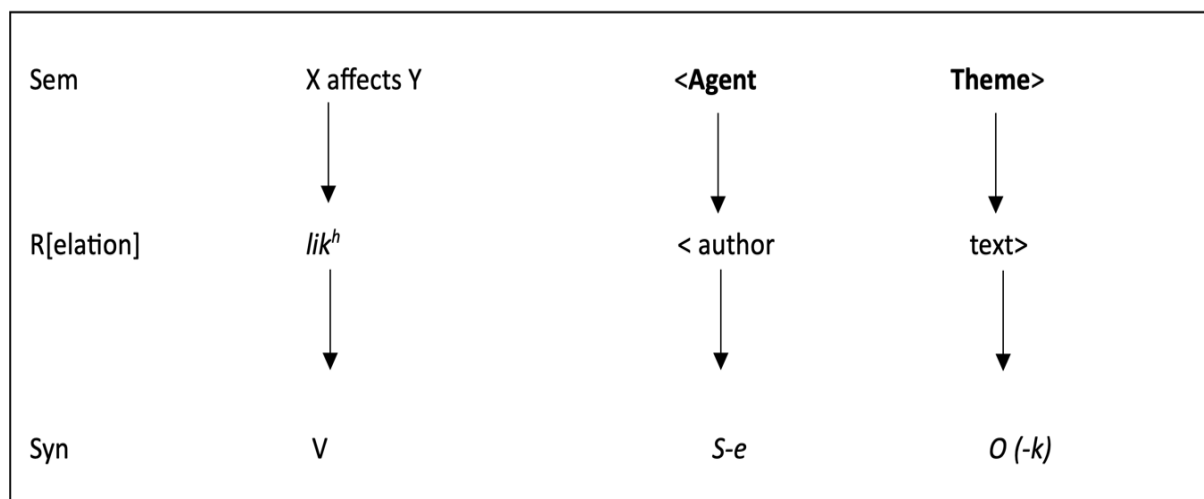 Sem X affects Y <Agent Theme>
R[elation] likʰ < author text>
Syn V S-e O (-k)